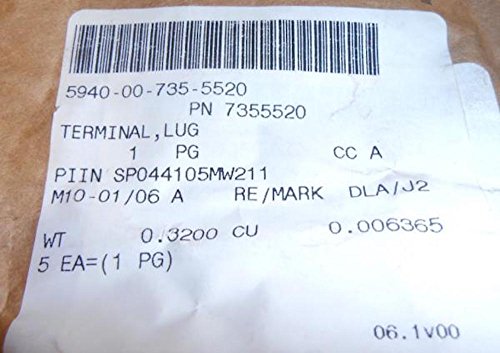 5940-00-735-5520
PN 7355520
TERMINAL,LUG
1 PG CC A
PIIN SP044105MW211
M10-01/06 A RE/MARK DLA/J2
WT 0.3200 CU 0.006365
5 EA=(1 PG)
06.1v00